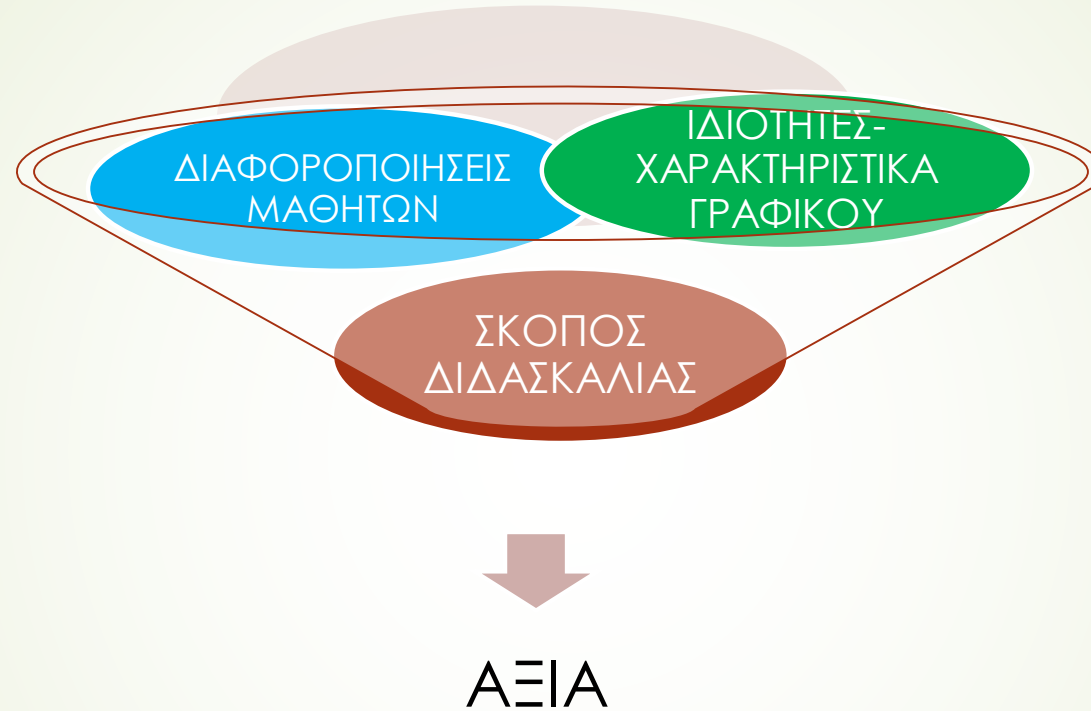 ΔΙΑΦΟΡΟΠΟΙΗΣΕΙΣ
ΜΑΘΗΤΩΝ
ΙΔΙΟΤΗΤΕΣ-
ΧΑΡΑΚΤΗΡΙΣΤΙΚΑ
ΓΡΑΦΙΚΟΥ
ΣΚΟΠΟΣ
ΔΙΔΑΣΚΑΛΙΑΣ
ΑΞΙΑ